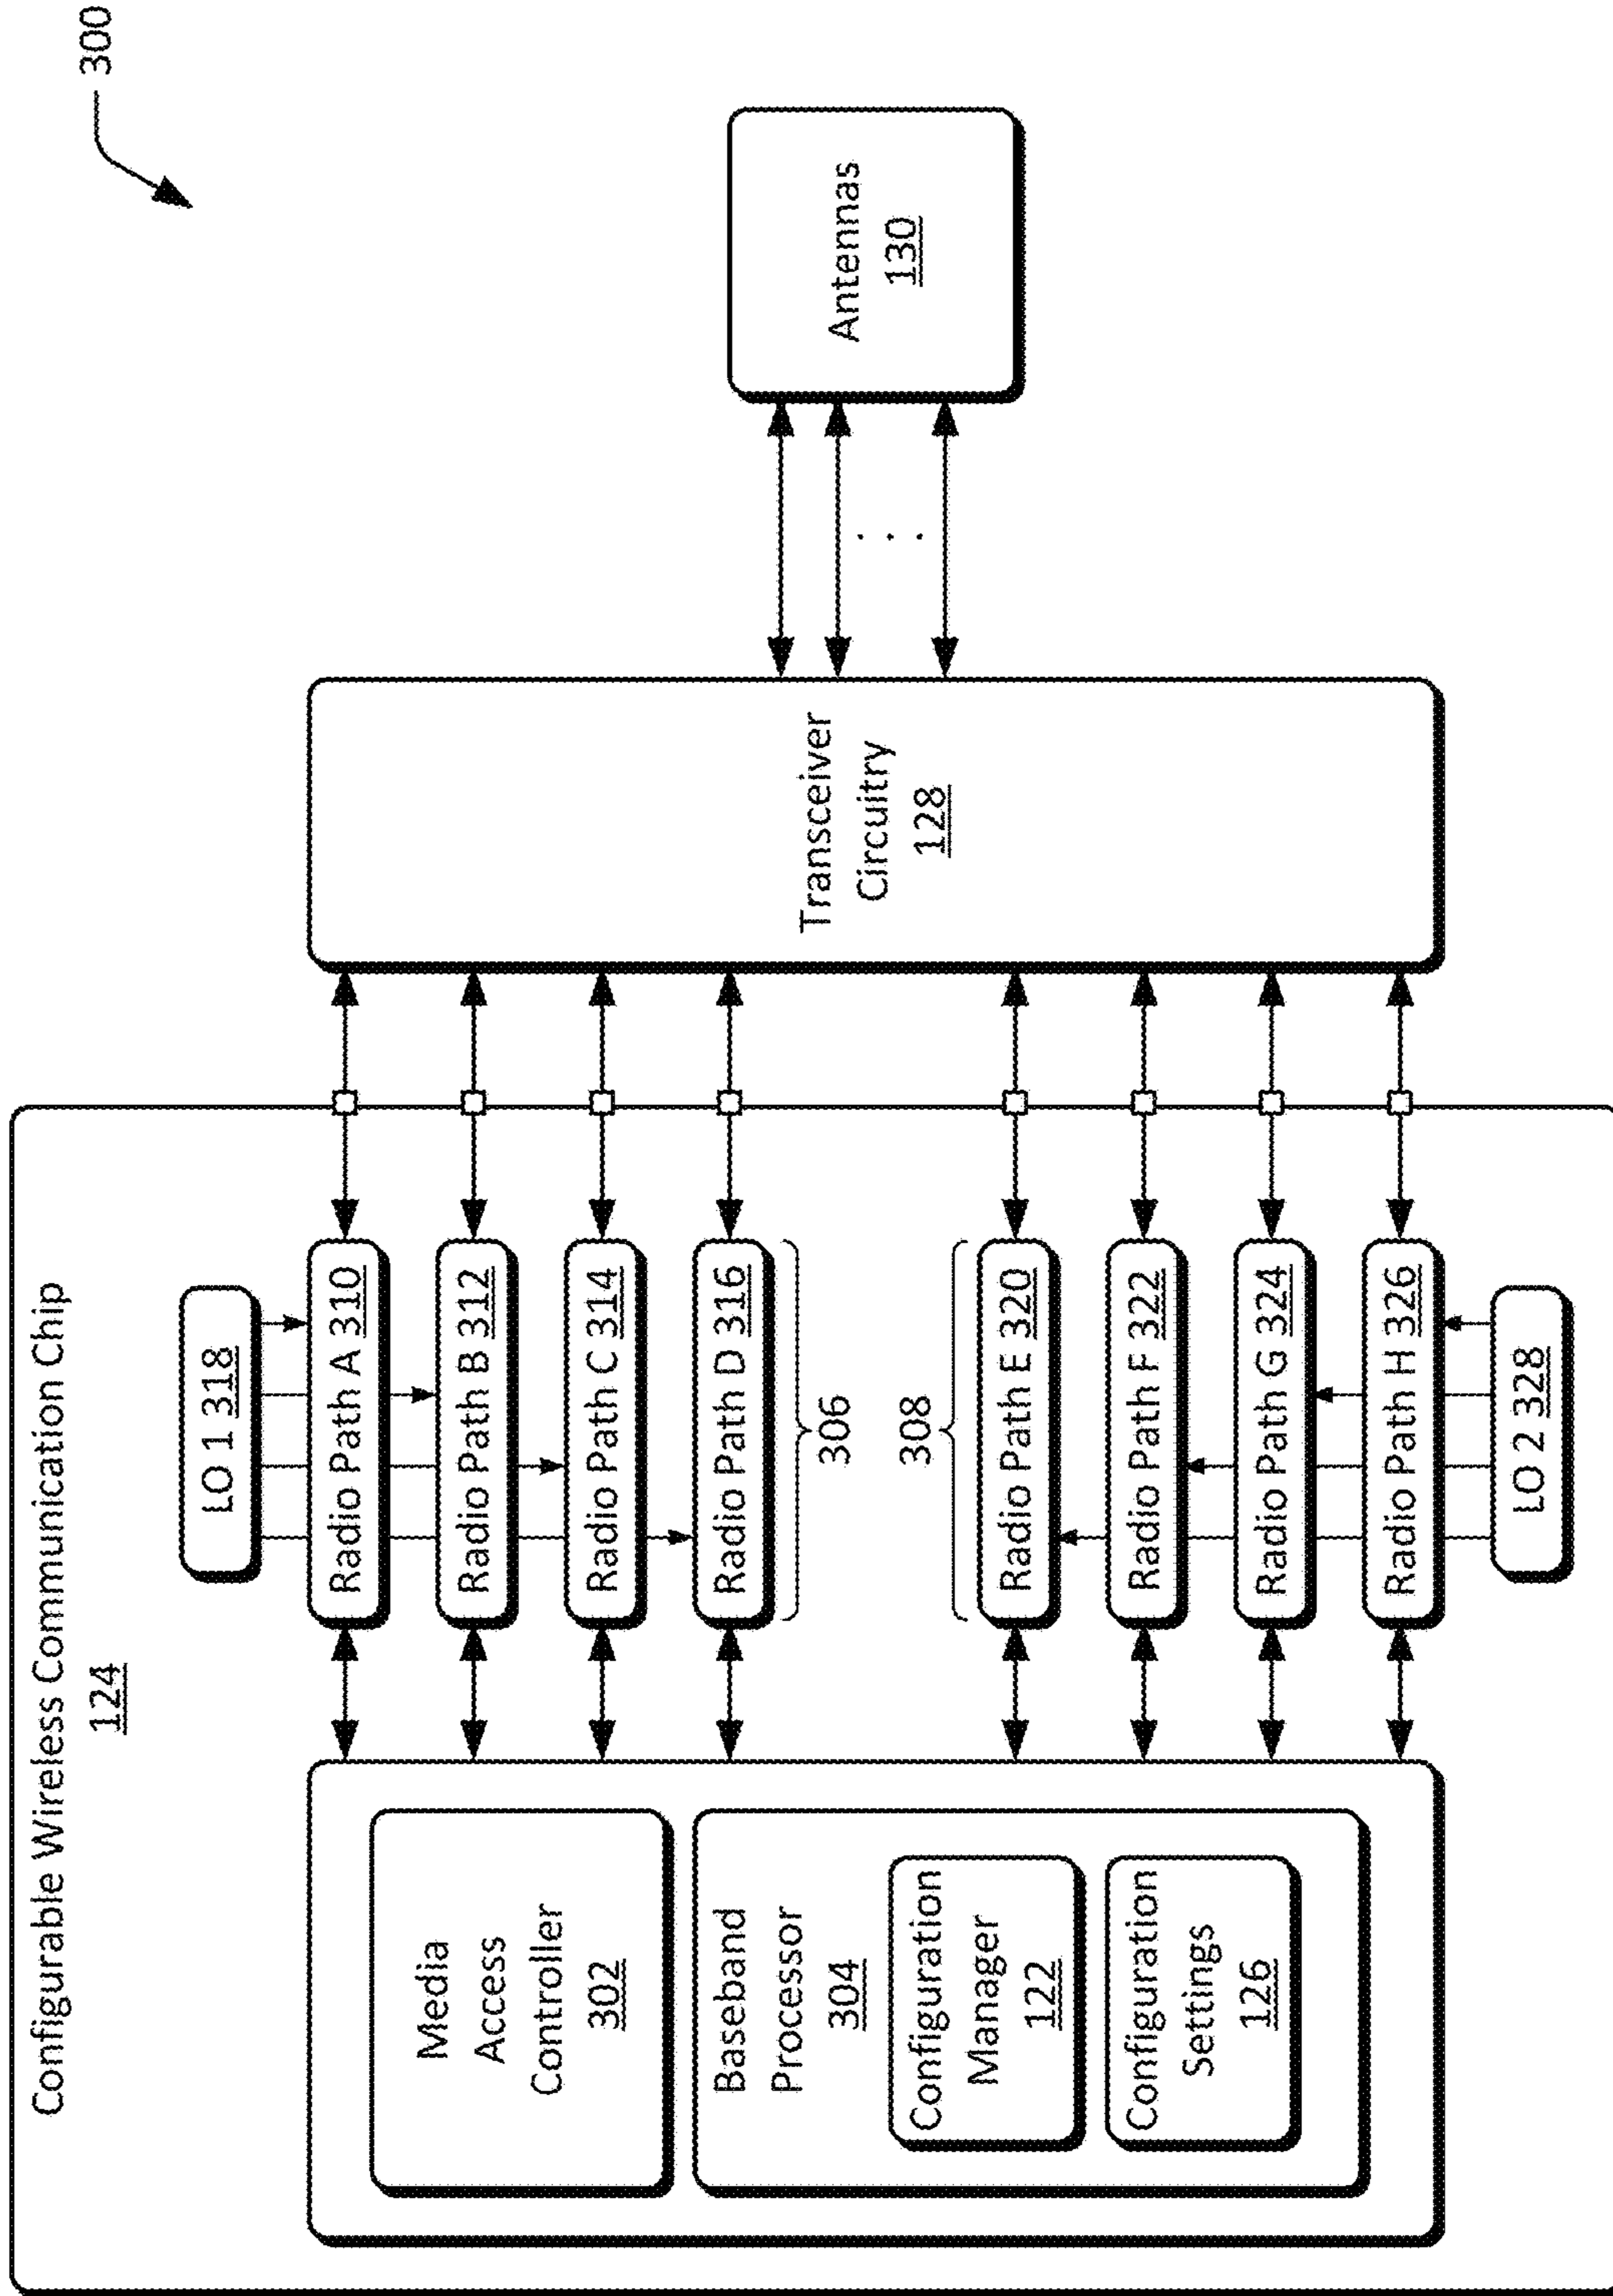 300
Configurable Wireless Communication Chip
124
Media
Access
Controller
302
Baseband
Processor
304
Configuration
Manager
122
Configuration
Settings
126
LO 1 318
Radio Path A 310
Radio Path B 312
Radio Path C 314
Radio Path D 316
306
308
Radio Path E 320
Radio Path F 322
Radio Path G 324
Radio Path H 326
LO 2 328
Transceiver
Circuitry
128
. . .
Antennas
130